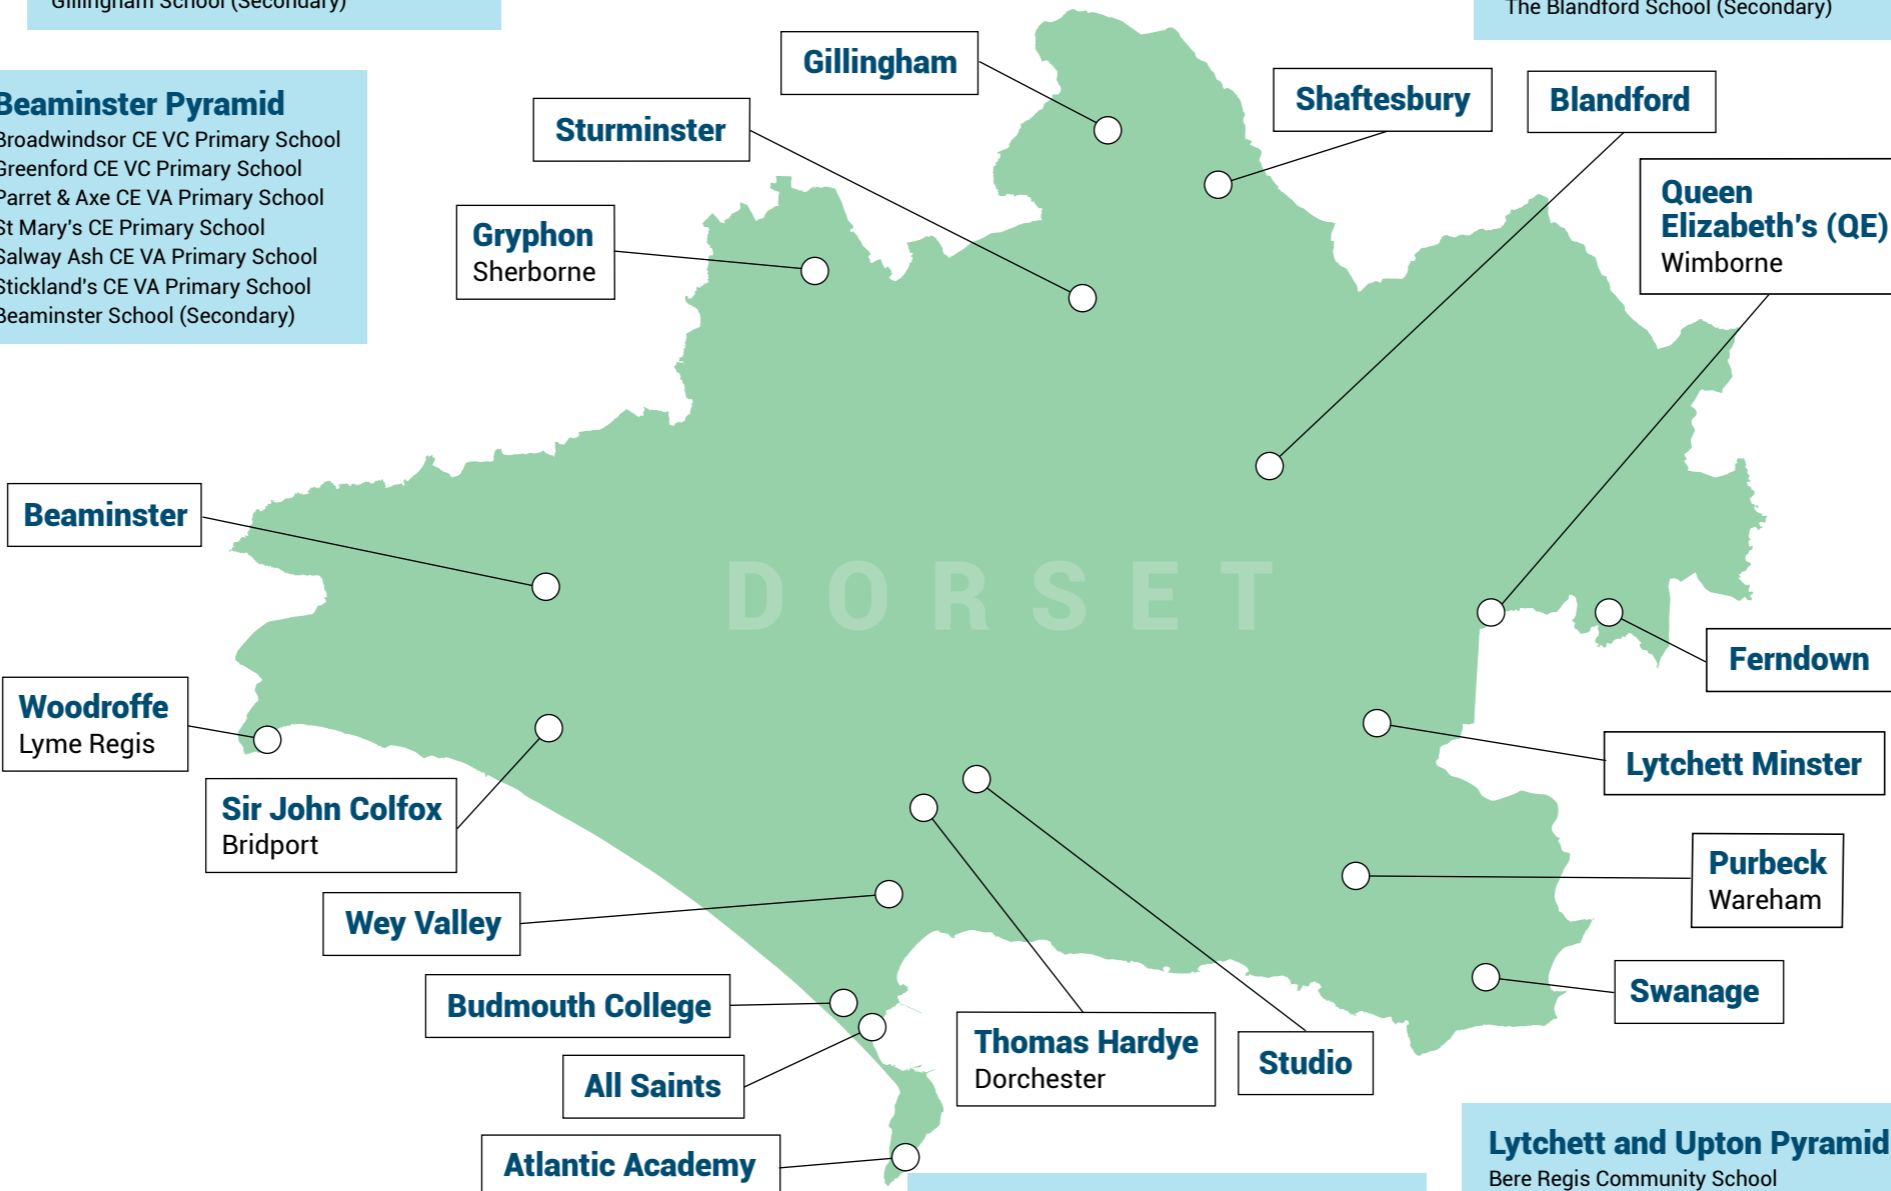 Gillingham School (Secondary)
The Blandford School (Secondary)
Beaminster Pyramid
Broadwindsor CE VC Primary School
Greenford CE VC Primary School
Parret & Axe CE VA Primary School
St Mary's CE Primary School
Salway Ash CE VA Primary School
Stickland's CE VA Primary School
Beaminster School (Secondary)
Gillingham
Sturminster
Shaftesbury
Blandford
Gryphon
Sherborne
Queen
Elizabeth's (QE)
Wimborne
Beaminster
DORSET
Ferndown
Woodroffe
Lyme Regis
Sir John Colfox
Bridport
Lytchett Minster
Purbeck
Wareham
Wey Valley
Budmouth College
Swanage
Thomas Hardye
Dorchester
Studio
All Saints
Atlantic Academy
Lytchett and Upton Pyramid
Bere Regis Community School